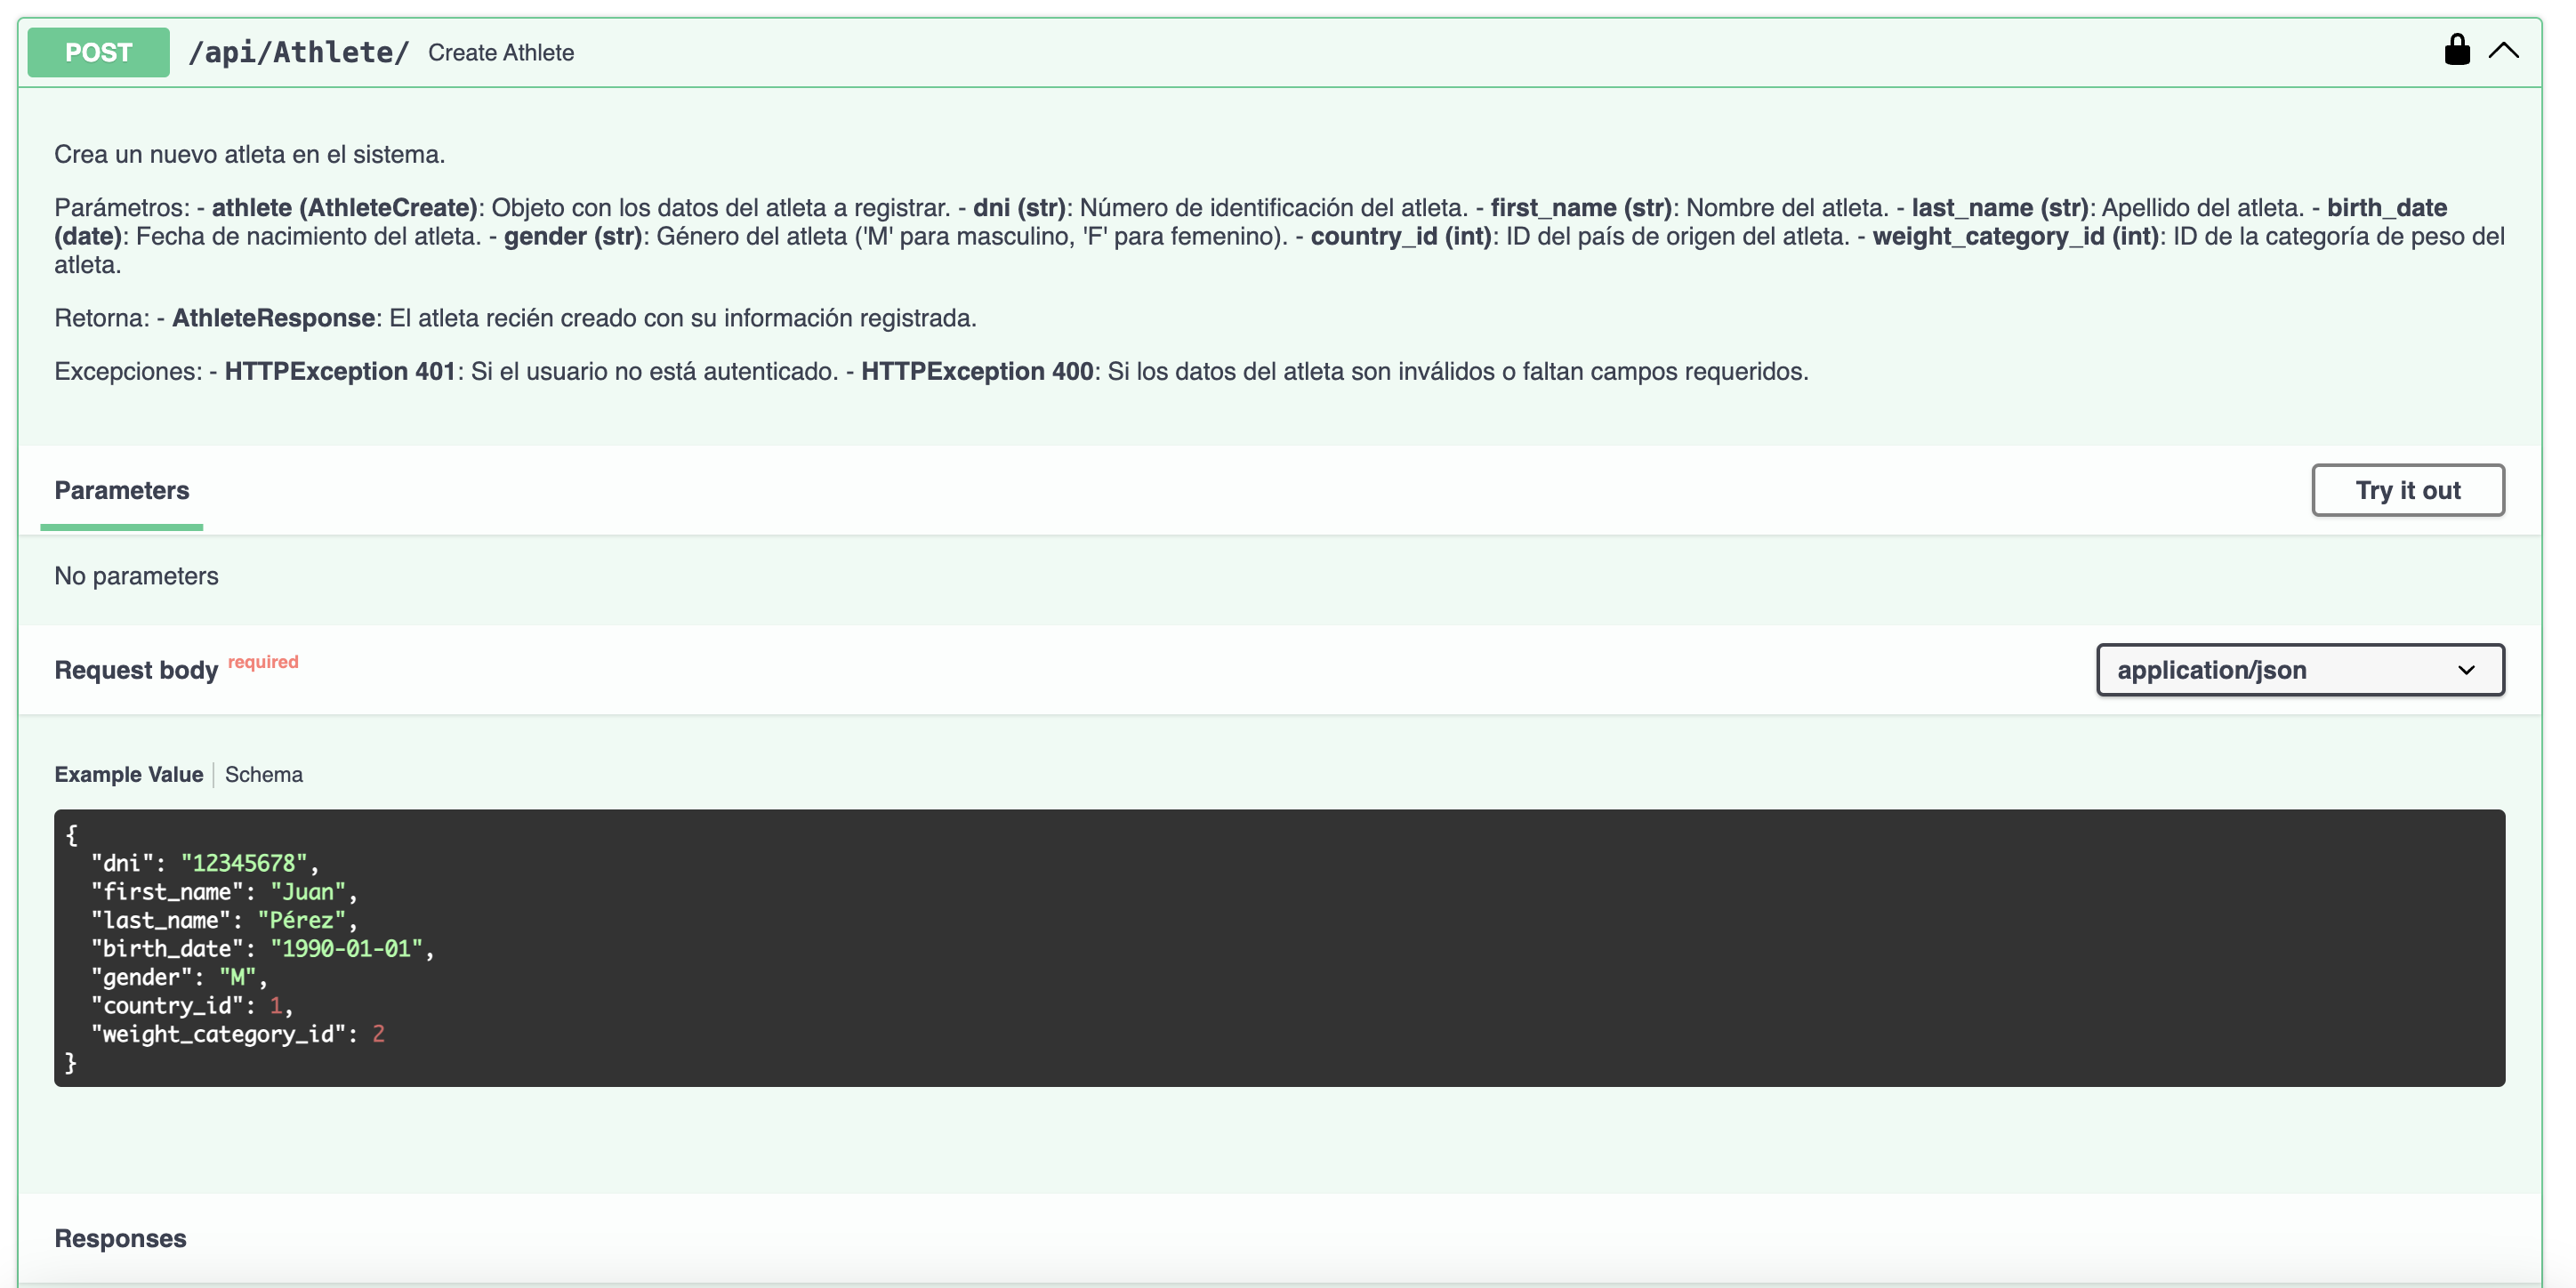 POST /api/Athlete/ Create Athlete
Crea un nuevo atleta en el sistema.
Parámetros: - athlete (AthleteCreate): Objeto con los datos del atleta a registrar. - dni (str): Número de identificación del atleta. - first_name (str): Nombre del atleta. - last_name (str): Apellido del atleta. - birth_date
(date): Fecha de nacimiento del atleta. - gender (str): Género del atleta ('M' para masculino, 'F' para femenino). - country_id (int): ID del país de origen del atleta. - weight_category_id (int): ID de la categoría de peso del
atleta.
Retorna: - AthleteResponse: El atleta recién creado con su información registrada.
Excepciones: - HTTPException 401: Si el usuario no está autenticado. - HTTPException 400: Si los datos del atleta son inválidos o faltan campos requeridos.
Parameters
Try it out
No parameters
Request body required
application/json
Example Value
Schema
{
"dni": "12345678",
"first_name": "Juan",
"last_name": "Pérez",
"birth_date": "1990-01-01",
"gender": "M",
"country_id": 1,
"weight_category_id": 2
}
Responses